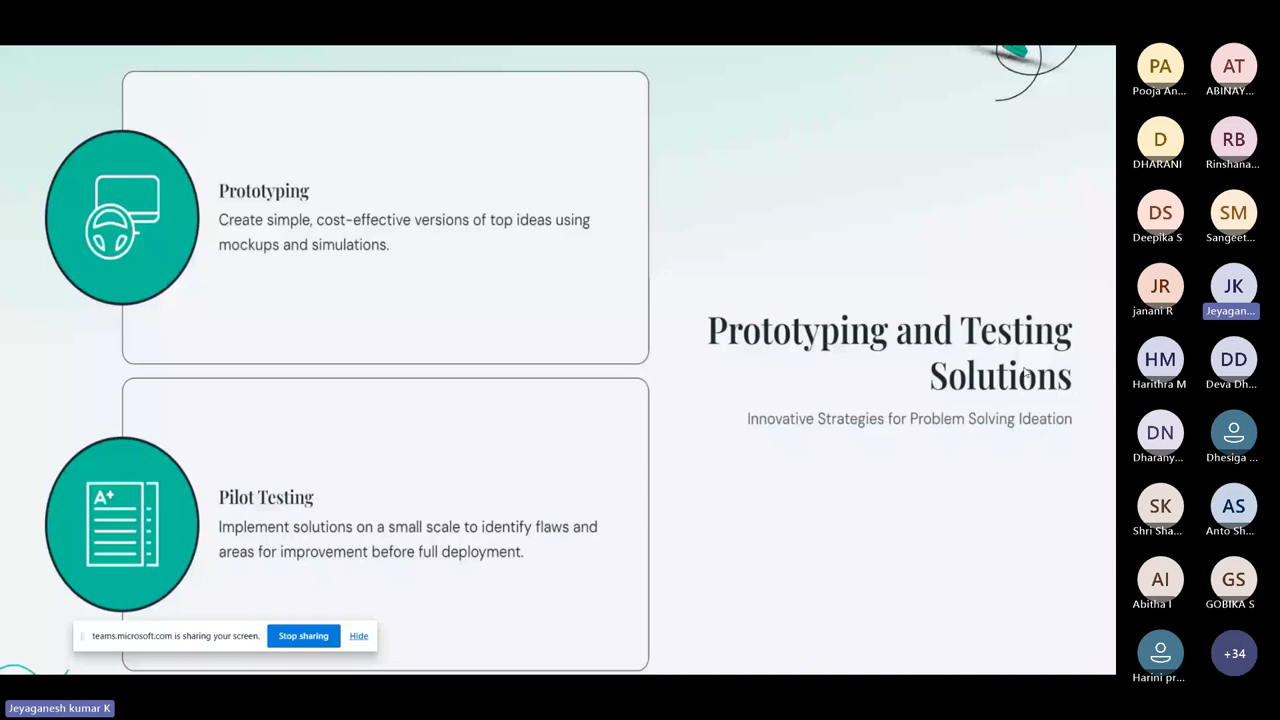 Prototyping
Create simple, cost-effective versions of top ideas using
mockups and simulations.
Prototyping and Testing
Solutions
Innovative Strategies for Problem Solving Ideation
A+
Pilot Testing
Implement solutions on a small scale to identify flaws and
areas for improvement before full deployment.
teams.microsoft.com is sharing your screen.
Stop sharing
Hide
Jeyaganesh kumar K
PA
Pooja An...
AT
ABINAY...
D
DHARANI
RB
Rinshana...
DS
Deepika S
SM
Sangeet...
JR
janani R
JK
Jeyagan...
HM
Harithra M
DD
Deva Dh...
DN
Dharany...
Dhesiga ...
SK
Shri Sha...
AS
Anto Sh...
AI
Abitha I
GS
GOBIKA S
Harini pr...
+34